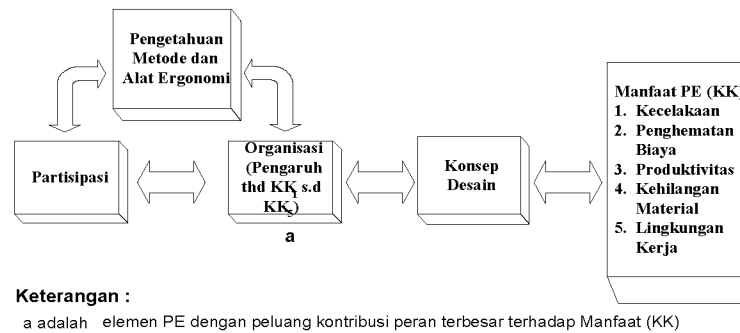 Pengetahuan
Metode dan
Alat Ergonomi
Partisipasi
Organisasi
(Pengaruh
thd KK1 s.d
KK5)
a
Konsep
Desain
Manfaat PE (KK)
1. Kecelakaan
2. Penghematan
Biaya
3. Produktivitas
4. Kehilangan
Material
5. Lingkungan
Kerja
Keterangan :
a adalah elemen PE dengan peluang kontribusi peran terbesar terhadap Manfaat (KK)